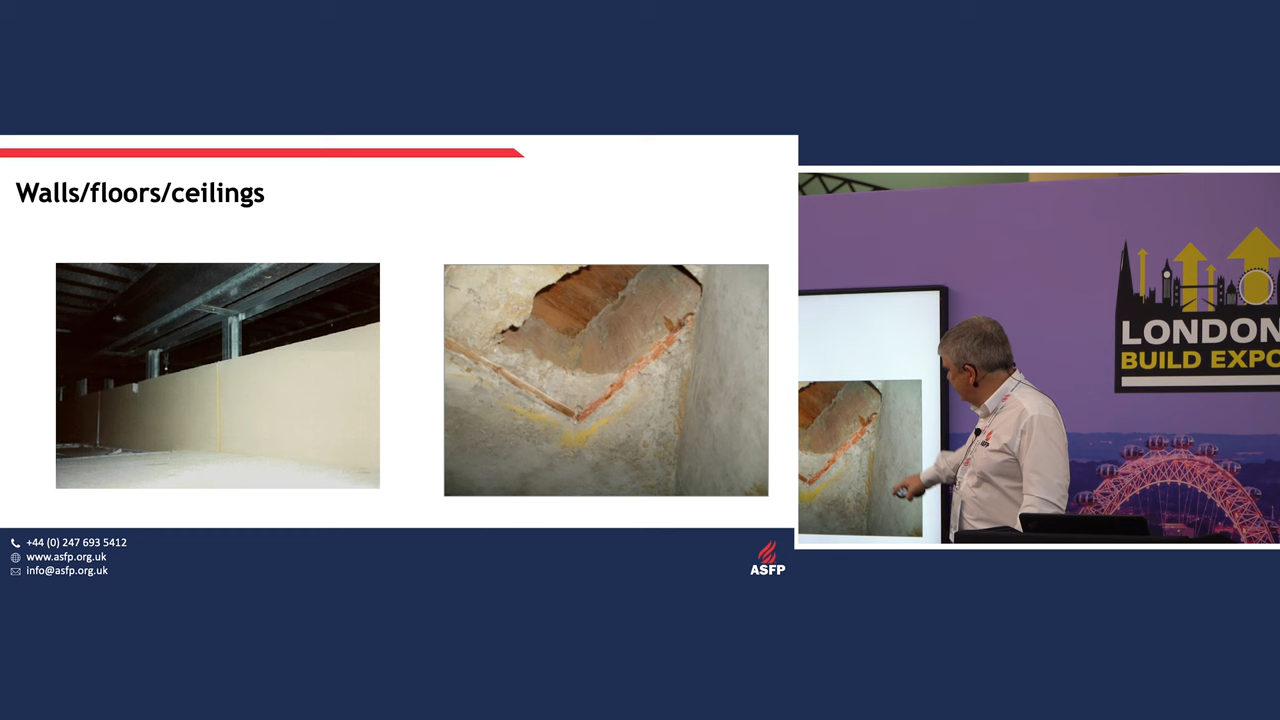 Walls/floors/ceilings
+44 (0) 247 693 5412
www.asfp.org.uk
info@asfp.org.uk
ASFP
LONDON
BUILD EXPO